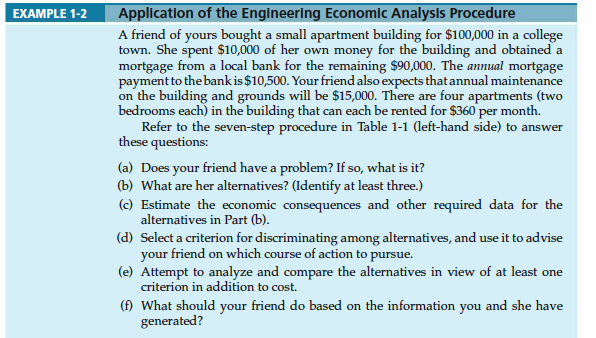 EXAMPLE 1-2 Application of the Engineering Economic Analysis Procedure
A friend of yours bought a small apartment building for $100,000 in a college
town. She spent $10,000 of her own money for the building and obtained a
mortgage from a local bank for the remaining $90,000. The annual mortgage
payment to the bank is $10,500. Your friend also expects that annual maintenance
on the building and grounds will be $15,000. There are four apartments (two
bedrooms each) in the building that can each be rented for $360 per month.
Refer to the seven-step procedure in Table 1-1 (left-hand side) to answer
these questions:
(a) Does your friend have a problem? If so, what is it?
(b) What are her alternatives? (Identify at least three.)
(c) Estimate the economic consequences and other required data for the
alternatives in Part (b).
(d) Select a criterion for discriminating among alternatives, and use it to advise
your friend on which course of action to pursue.
(e) Attempt to analyze and compare the alternatives in view of at least one
criterion in addition to cost.
(f) What should your friend do based on the information you and she have
generated?